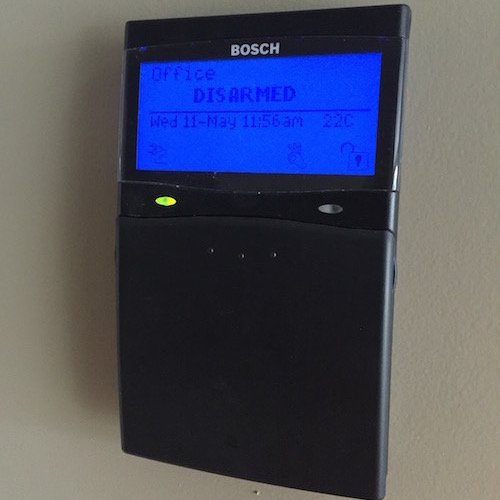 BOSCH
Office
DISARMED
Wed 11-May 11:56am 22C